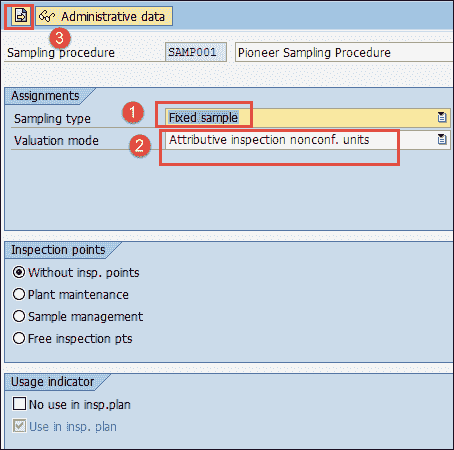 Administrative data
3
Sampling procedure SAMP001 Pioneer Sampling Procedure
Assignments
Sampling type 1 Fixed sample
Valuation mode 2 Attributive inspection nonconf. units
Inspection points
Without insp. points
Plant maintenance
Sample management
Free inspection pts
Usage indicator
No use in insp.plan
Use in insp. plan